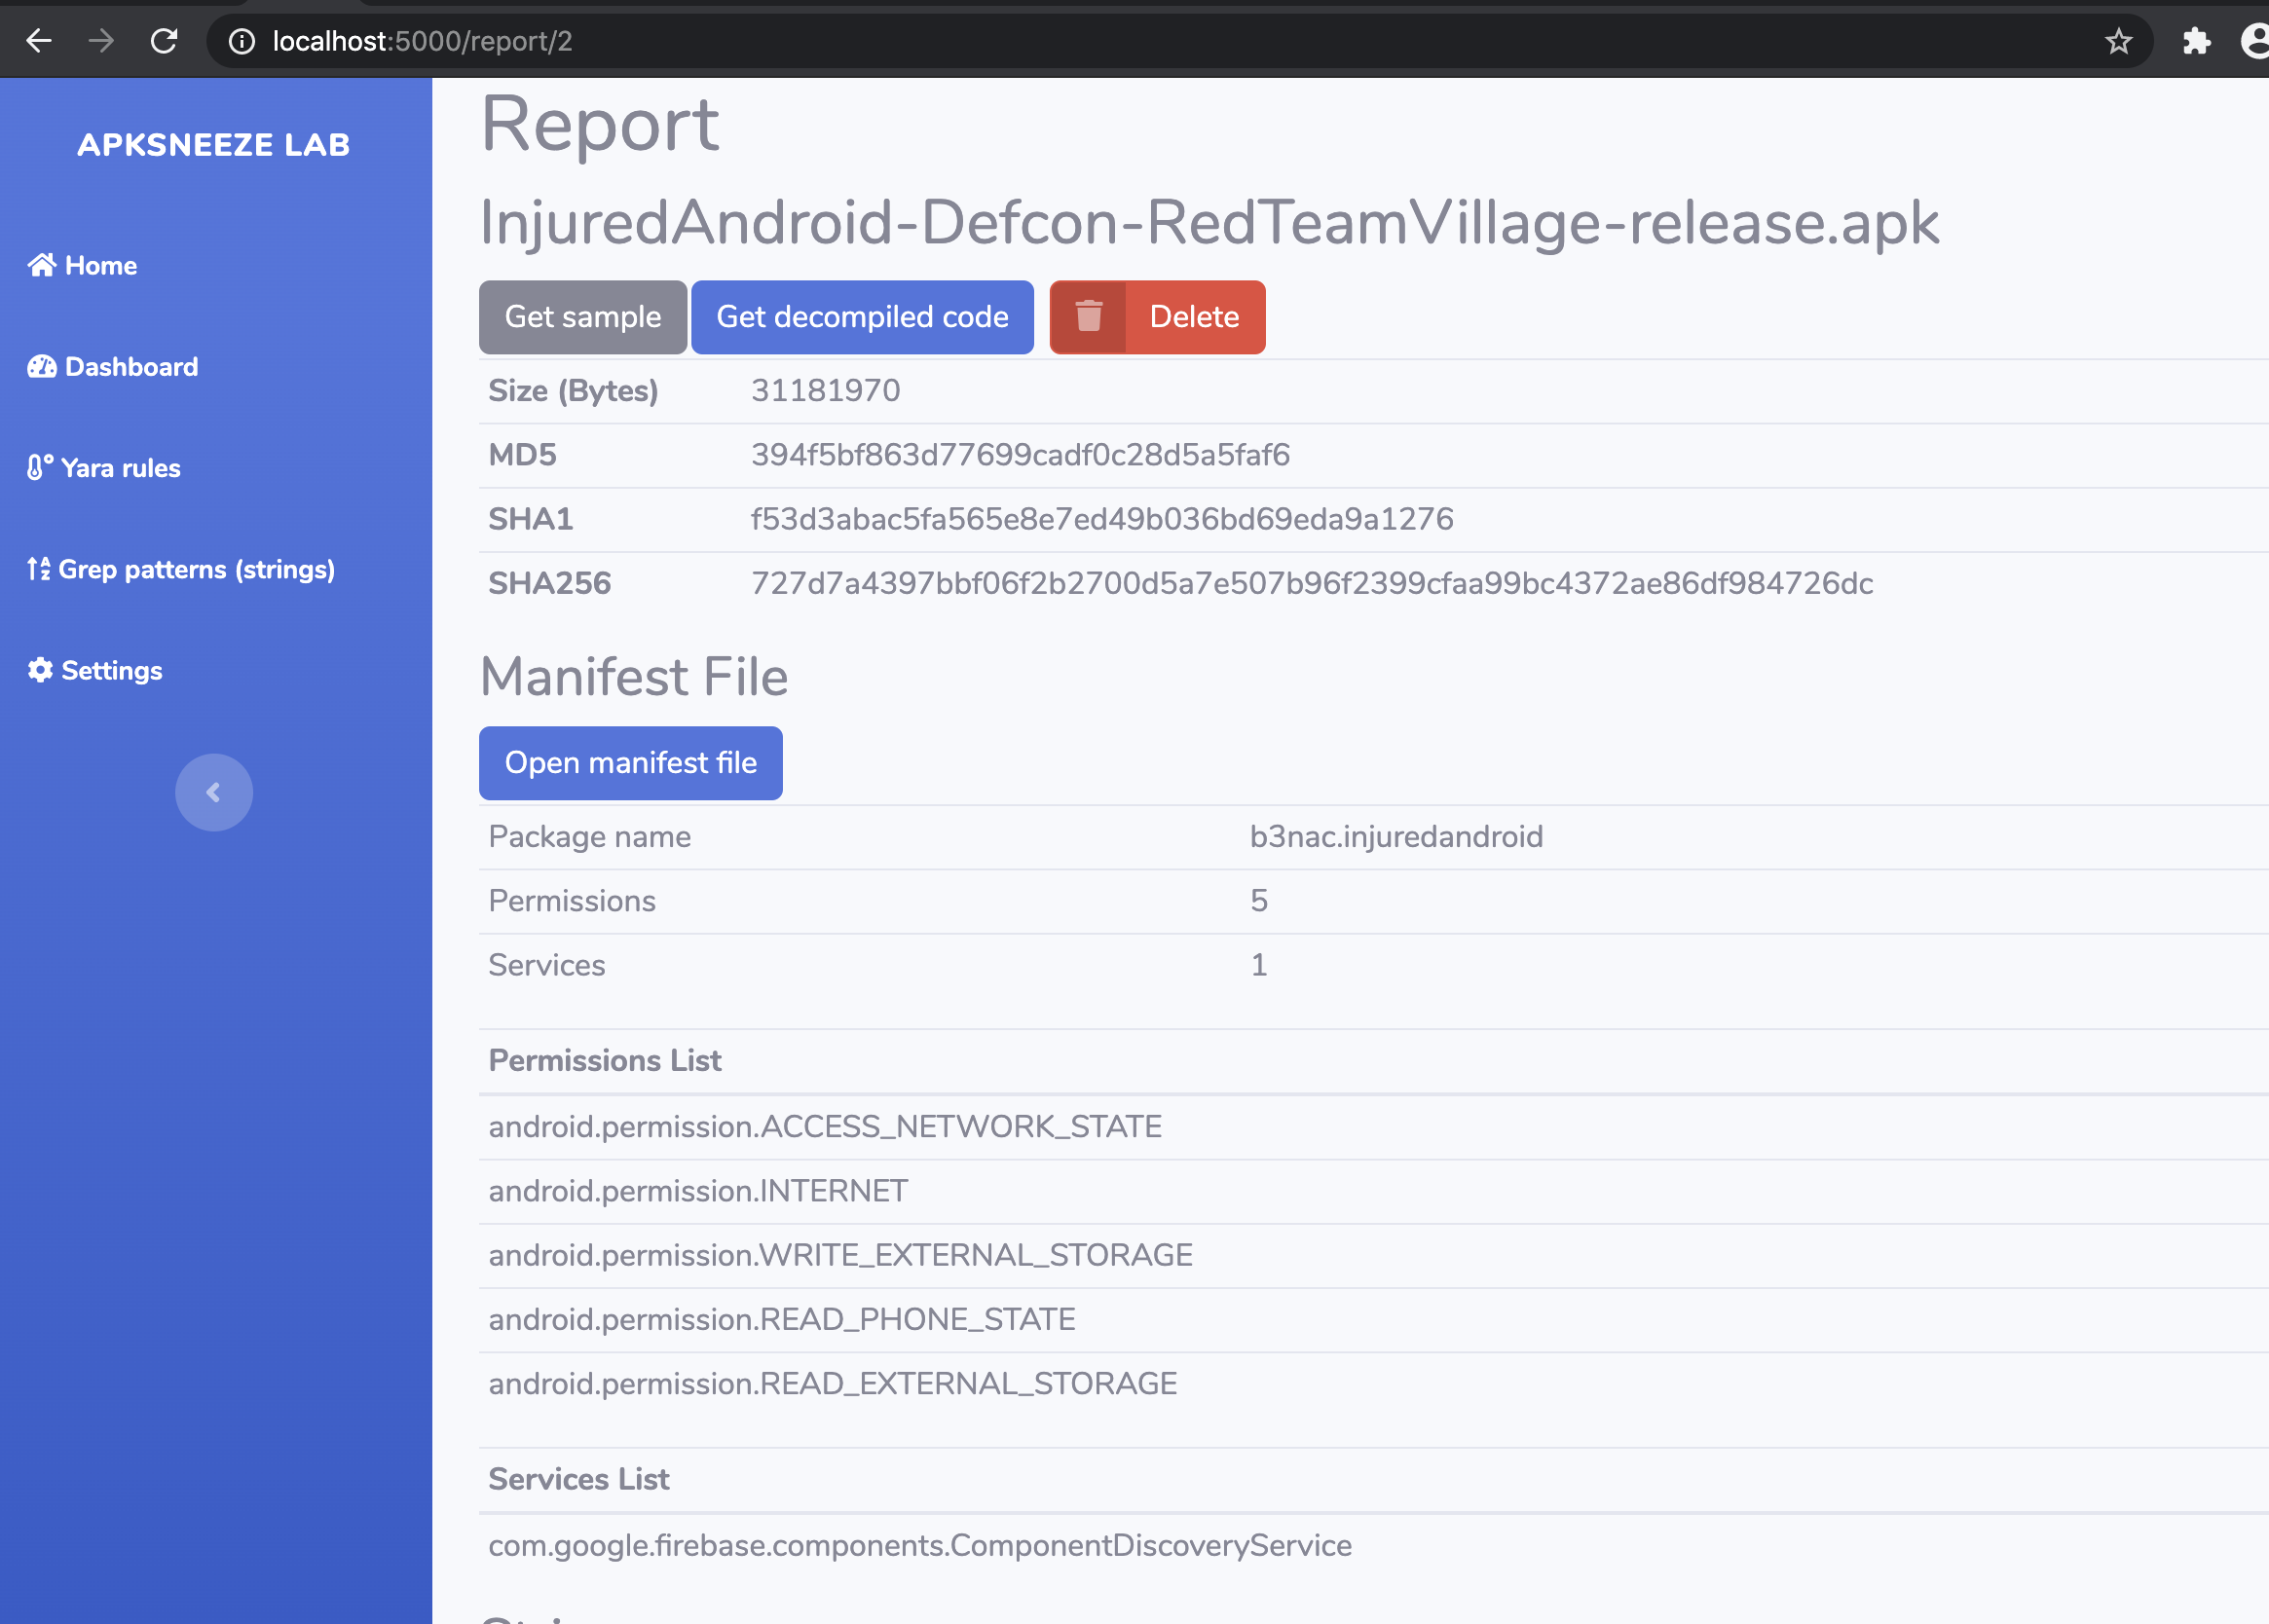 localhost:5000/report/2
APKSNEEZE LAB
Home
Dashboard
Yara rules
Grep patterns (strings)
Settings
Report
InjuredAndroid-Defcon-RedTeamVillage-release.apk
Get sample Get decompiled code Delete
Size (Bytes) 31181970
MD5 394f5bf863d77699cadf0c28d5a5faf6
SHA1 f53d3abac5fa565e8e7ed49b036bd69eda9a1276
SHA256 727d7a4397bbf06f2b2700d5a7e507b96f2399cfaa99bc4372ae86df984726dc
Manifest File
Open manifest file
Package name b3nac.injuredandroid
Permissions 5
Services 1
Permissions List
android.permission.ACCESS_NETWORK_STATE
android.permission.INTERNET
android.permission.WRITE_EXTERNAL_STORAGE
android.permission.READ_PHONE_STATE
android.permission.READ_EXTERNAL_STORAGE
Services List
com.google.firebase.components.ComponentDiscoveryService